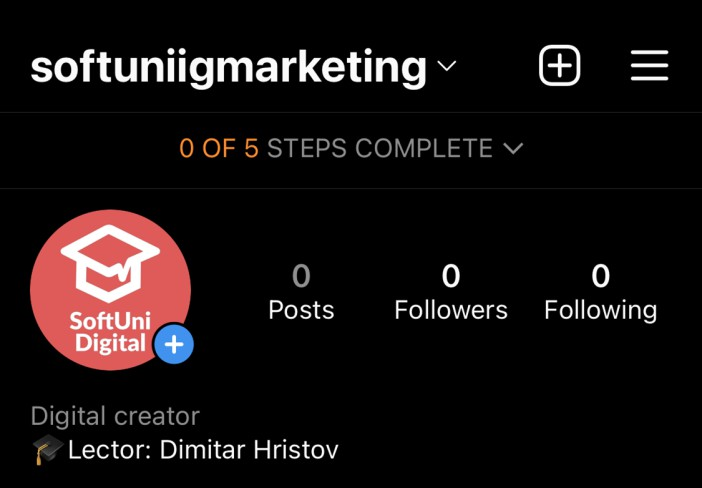 softuniigmarketing
0 OF 5 STEPS COMPLETE
SoftUni
Digital
0 0 0
Posts Followers Following
Digital creator
🎓Lector: Dimitar Hristov